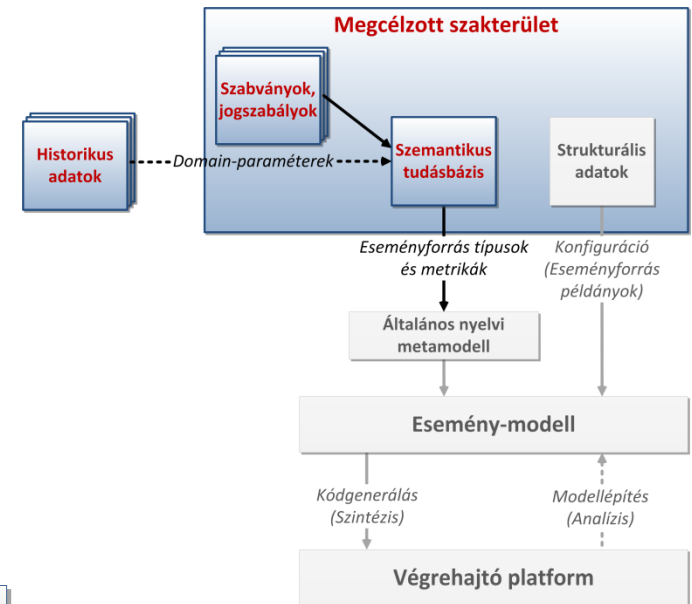 Megcélzott szakterület
Szabványok,
jogszabályok
Historikus
adatok
Domain-paraméterek
Szemantikus
tudásbázis
Strukturális
adatok
Eseményforrás típusok
és metrikák
Konfiguráció
(Eseményforrás
példányok)
Általános nyelvi
metamodell
Esemény-modell
Kódgenerálás
(Szintézis)
Modellépítés
(Analízis)
Végrehajtó platform